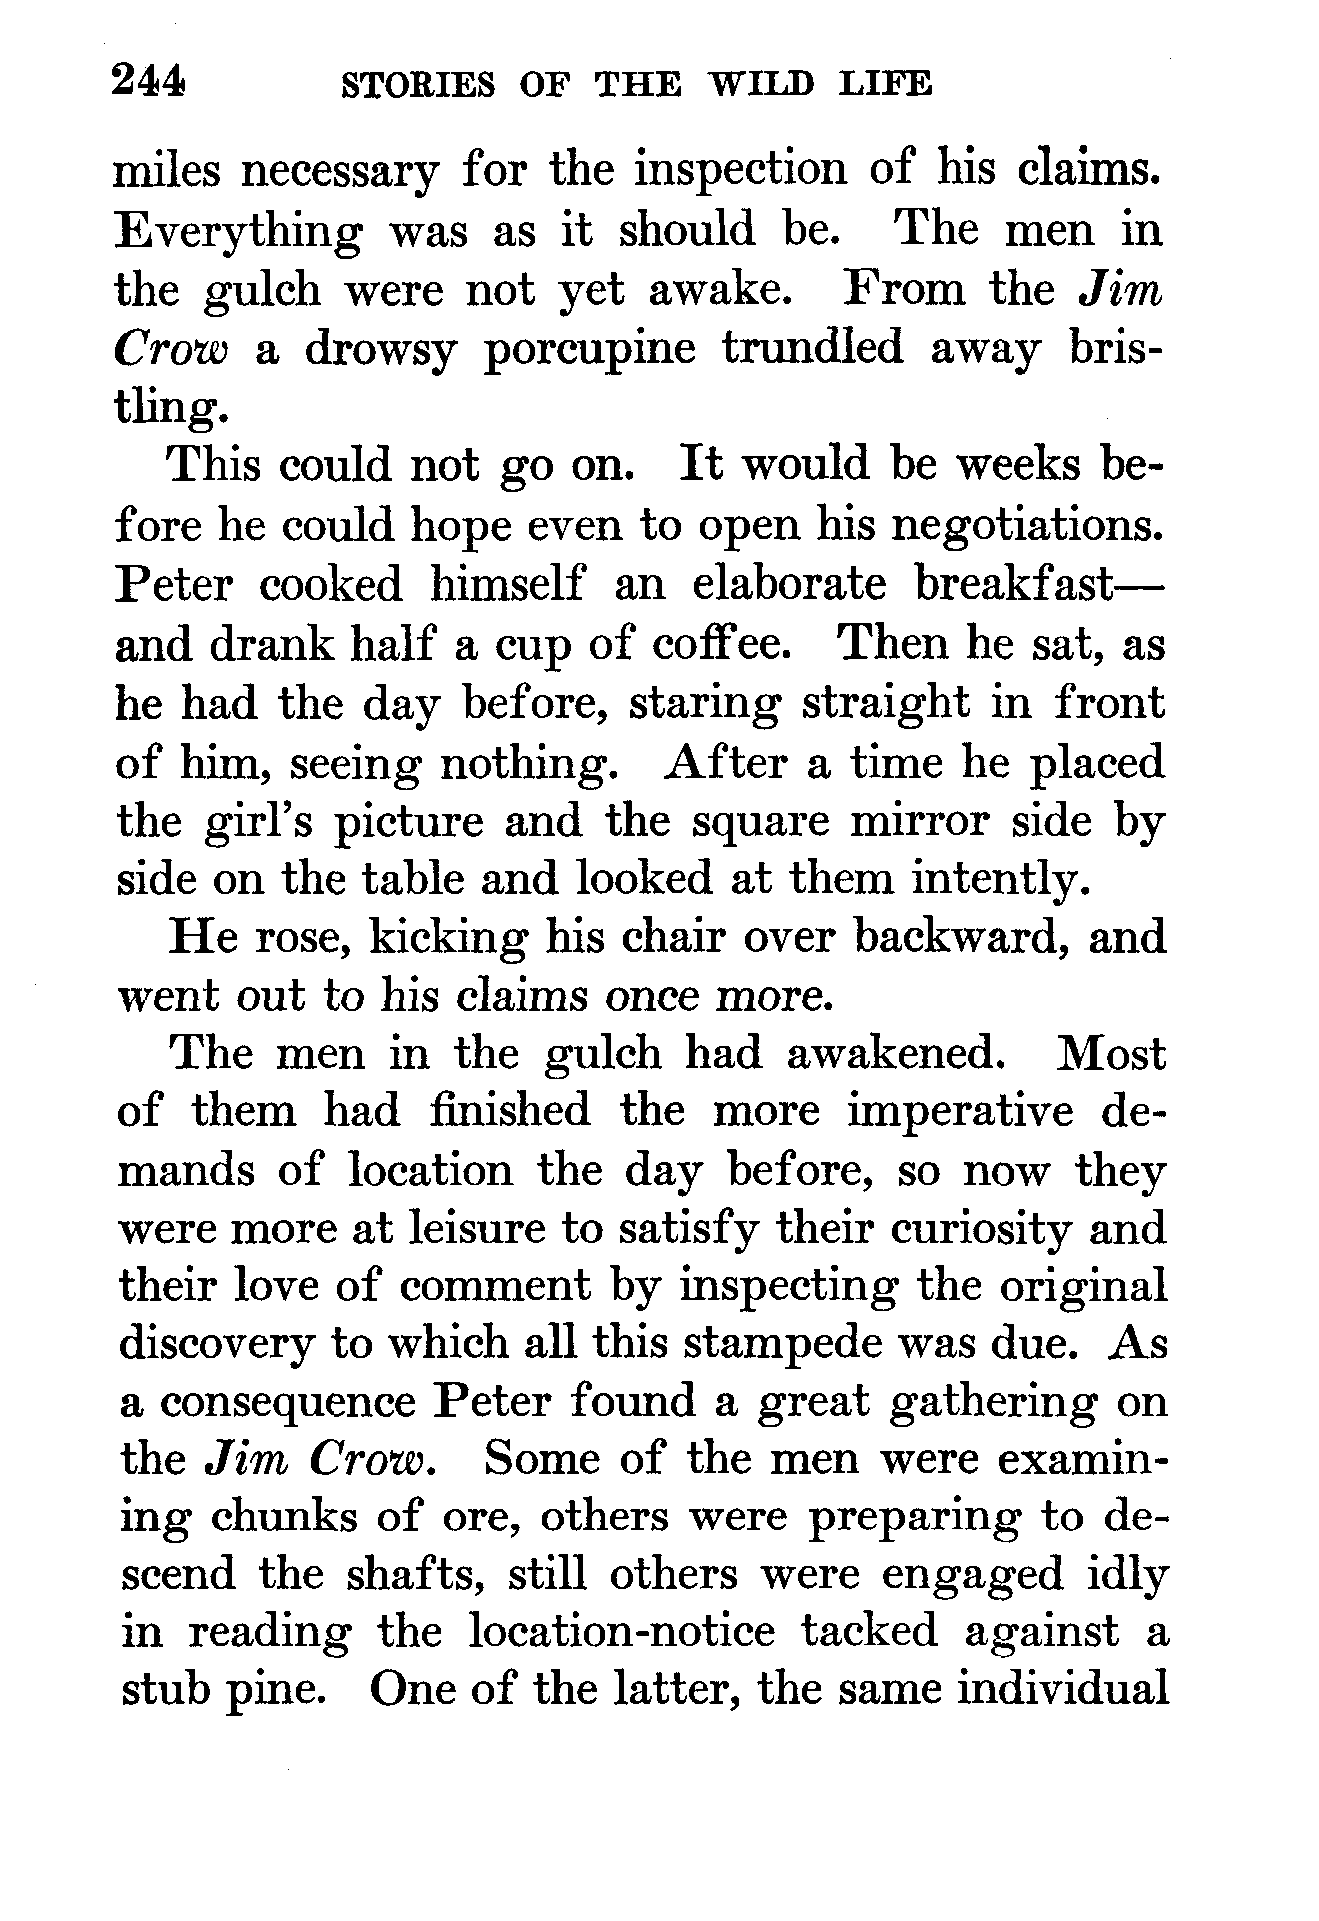 244 STORIES OF THE WILD LIFE
miles necessary for the inspection of his claims.
Everything was as it should be. The men in
the gulch were not yet awake. From the Jim
Crow a drowsy porcupine trundled away bris-
tling.
This could not go on. It would be weeks be-
fore he could hope even to open his negotiations.
Peter cooked himself an elaborate breakfast—
and drank half a cup of coffee. Then he sat, as
he had the day before, staring straight in front
of him, seeing nothing. After a time he placed
the girl's picture and the square mirror side by
side on the table and looked at them intently.
He rose, kicking his chair over backward, and
went out to his claims once more.
The men in the gulch had awakened. Most
of them had finished the more imperative de-
mands of location the day before, so now they
were more at leisure to satisfy their curiosity and
their love of comment by inspecting the original
discovery to which all this stampede was due. As
a consequence Peter found a great gathering on
the Jim Crow. Some of the men were examin-
ing chunks of ore, others were preparing to de-
scend the shafts, still others were engaged idly
in reading the location-notice tacked against a
stub pine. One of the latter, the same individual